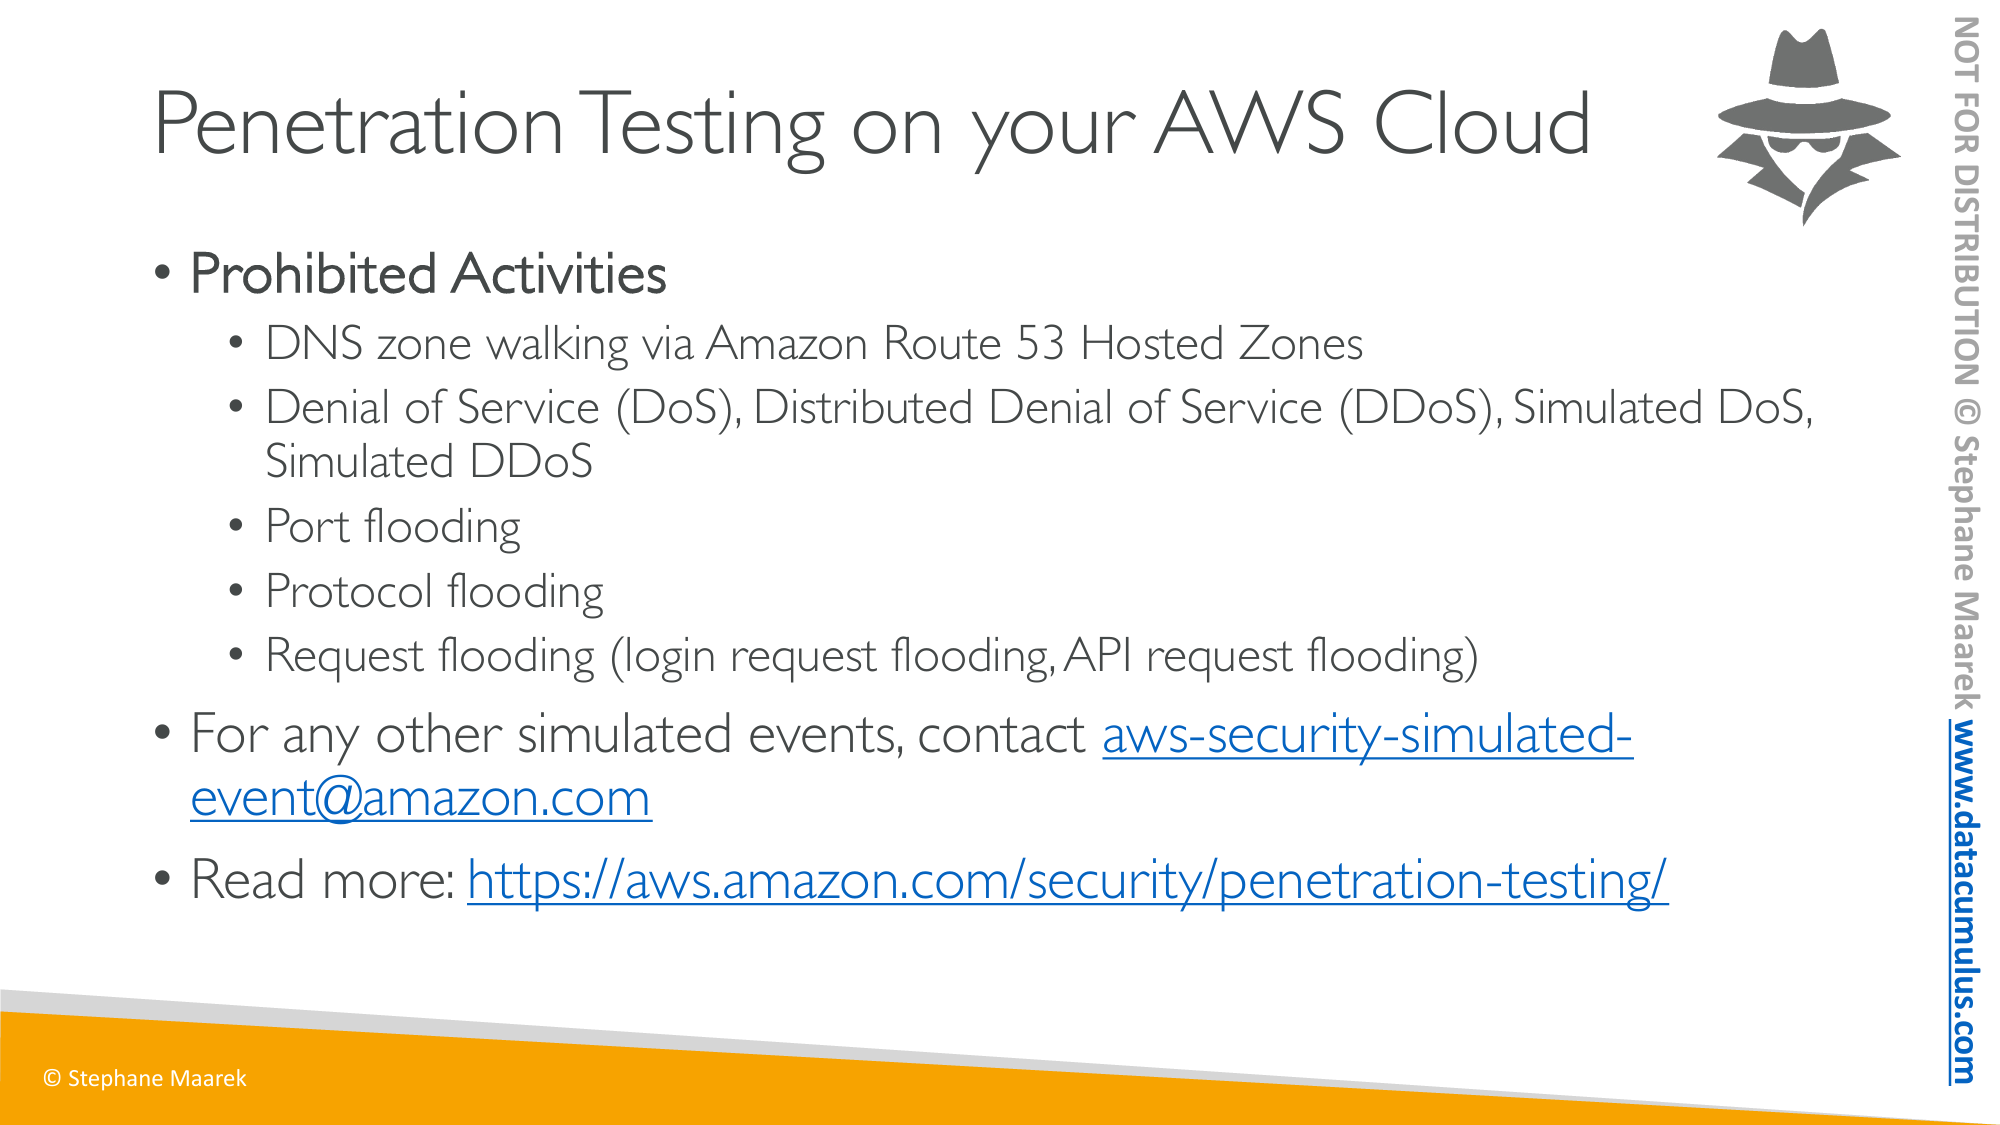 Penetration Testing on your AWS Cloud
• Prohibited Activities
• DNS zone walking via Amazon Route 53 Hosted Zones
• Denial of Service (DoS), Distributed Denial of Service (DDoS), Simulated DoS,
Simulated DDoS
• Port flooding
• Protocol flooding
• Request flooding (login request flooding, API request flooding)
• For any other simulated events, contact aws-security-simulated-
event@amazon.com
• Read more: https://aws.amazon.com/security/penetration-testing/
© Stephane Maarek
NOT FOR DISTRIBUTION © Stephane Maarek www.datacumulus.com